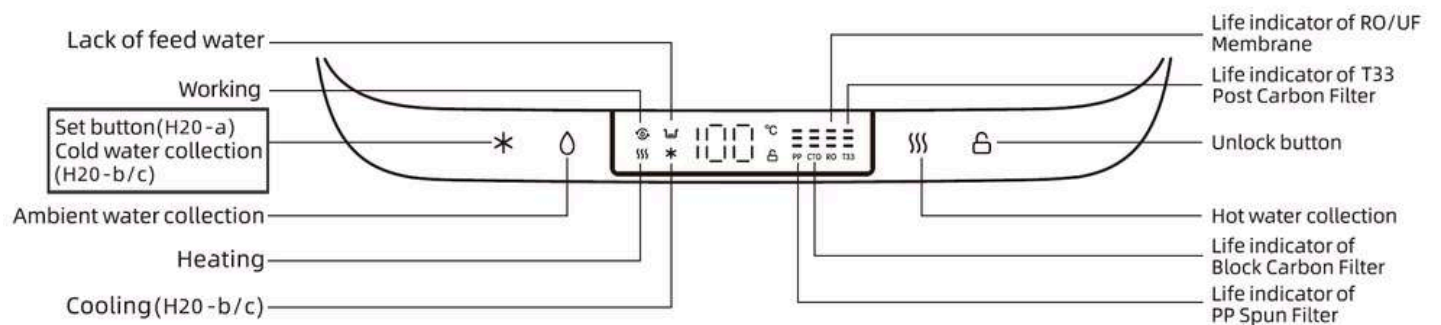 Lack of feed water
Working
Set button(H20-a)
Cold water collection
(H20-b/c)
Ambient water collection
Heating
Cooling(H20-b/c)
100 °C
PP CTO RO T33
Life indicator of RO/UF
Membrane
Life indicator of T33
Post Carbon Filter
Unlock button
Hot water collection
Life indicator of
Block Carbon Filter
Life indicator of
PP Spun Filter